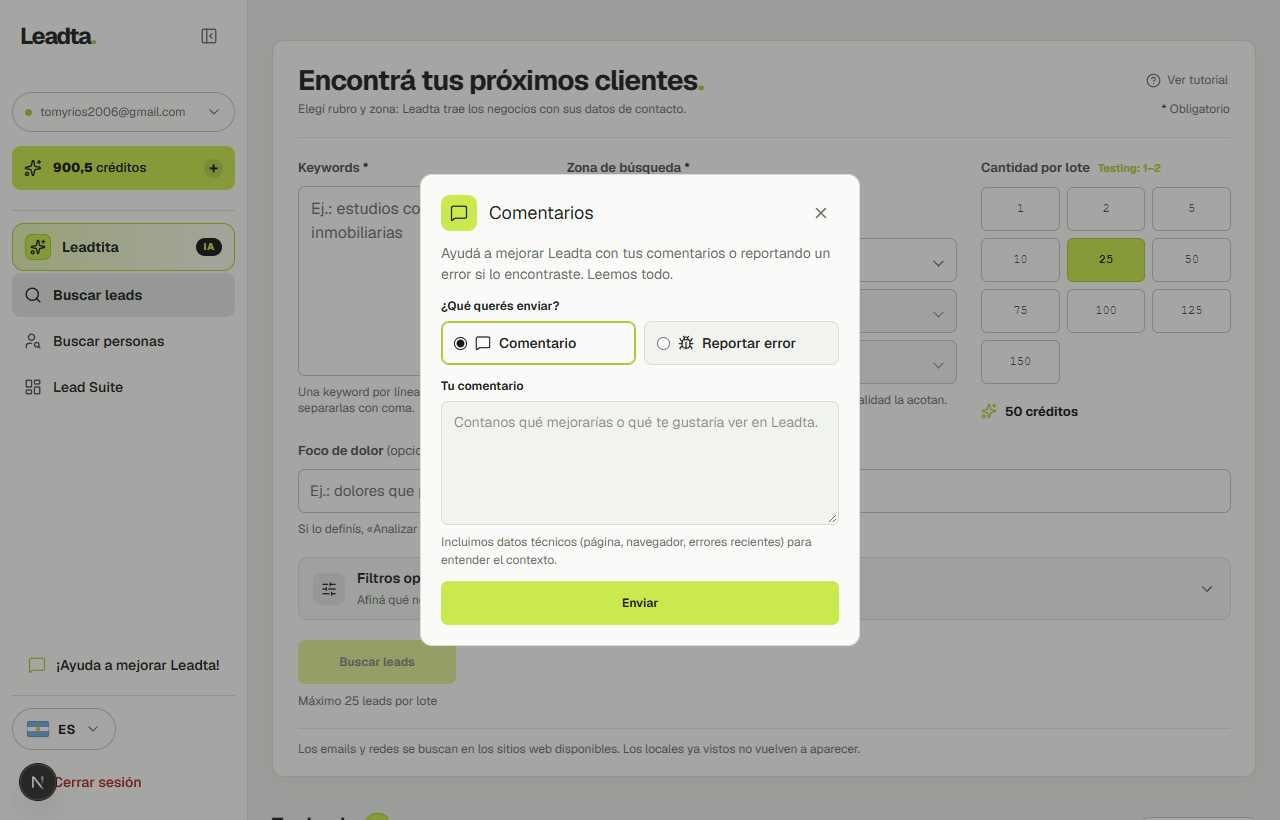 Leadta.
tomyrios2006@gmail.com
900,5 créditos
+
Leadtita
IA
Buscar leads
Buscar personas
Lead Suite
¡Ayuda a mejorar Leadta!
ES
N
Cerrar sesión
Encontrá tus próximos clientes.
Ver tutorial
Elegí rubro y zona: Leadta trae los negocios con sus datos de contacto.
* Obligatorio
Keywords *
Ej.: estudios
inmobiliarias
Una keyword por línea
separarlas con coma.
Zona de búsqueda *
Cantidad por lote Testing: 1–2
1
2
5
10
25
50
75
100
125
150
50 créditos
la acotan.
Foco de dolor
Ej.: dolores que
Si lo definís, «Analizar
Filtros
Afiná qué
Buscar leads
Máximo 25 leads por lote
Los emails y redes se buscan en los sitios web disponibles. Los locales ya vistos no vuelven a aparecer.
Comentarios
Ayudá a mejorar Leadta con tus comentarios o reportando un
error si lo encontraste. Leemos todo.
¿Qué querés enviar?
Comentario
Reportar error
Tu comentario
Contanos qué mejorarías o qué te gustaría ver en Leadta.
Incluimos datos técnicos (página, navegador, errores recientes) para
entender el contexto.
Enviar